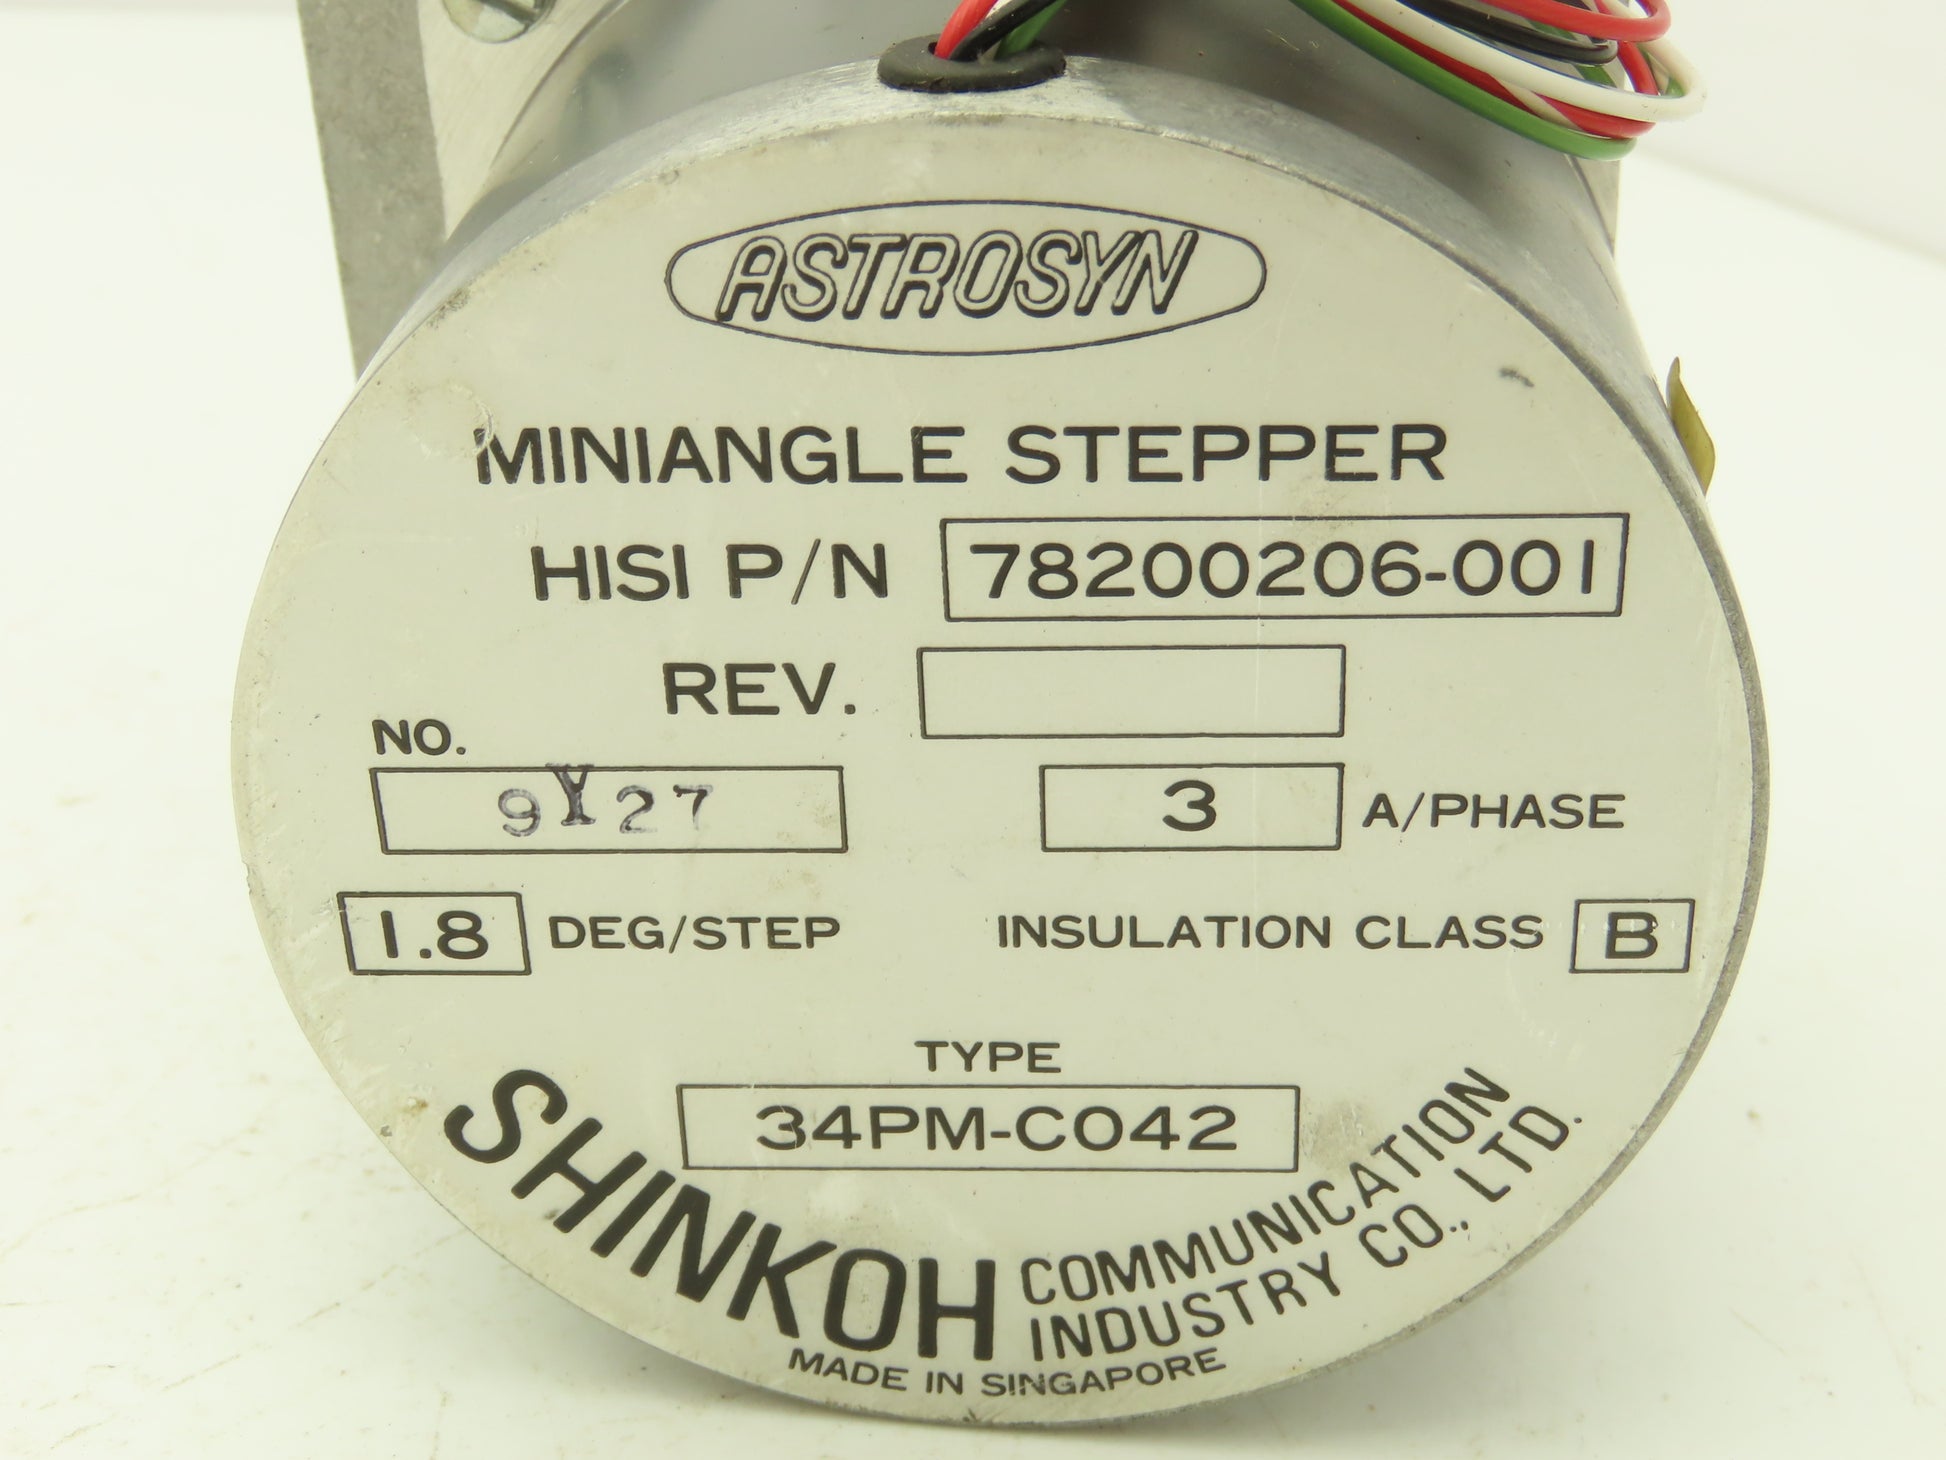 ASTROSYN
MINIANGLE STEPPER
HISI P/N 78200206-001
REV.
NO.
9Y27 3 A/PHASE
1.8 DEG/STEP INSULATION CLASS B
TYPE
34PM-C042
SHINKOH COMMUNICATION
INDUSTRY CO., LTD.
MADE IN SINGAPORE